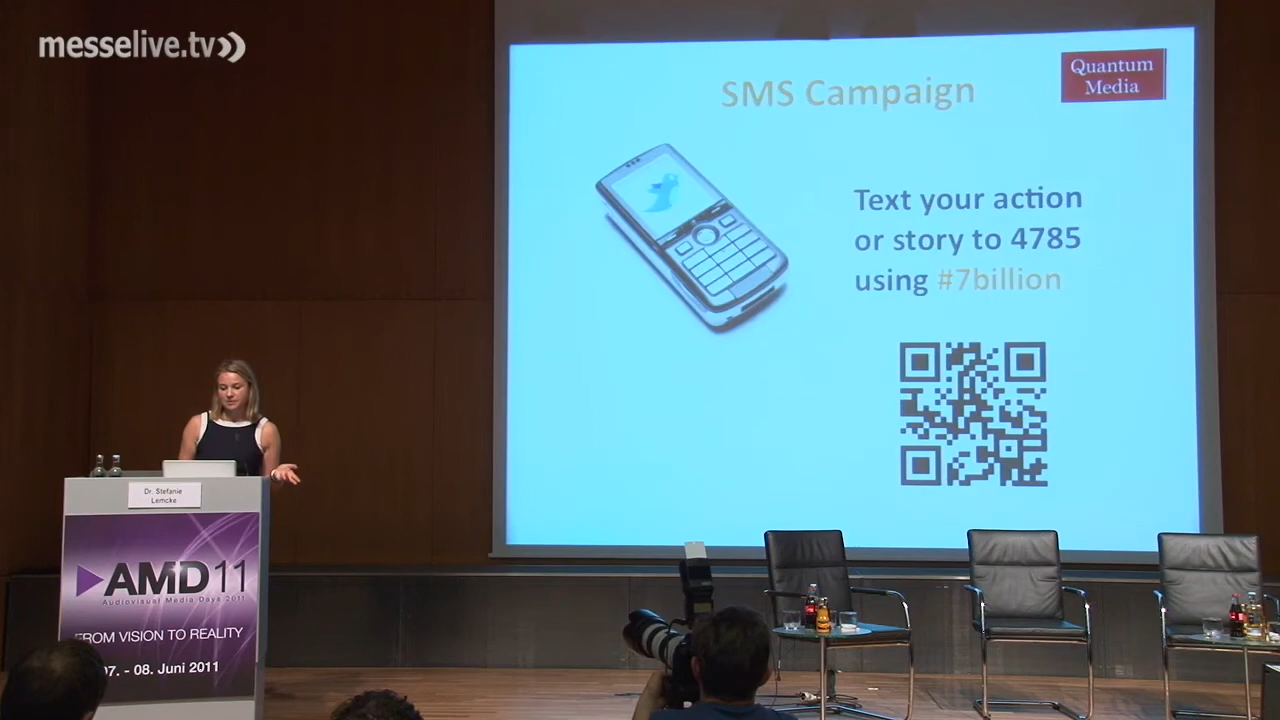 messelive.tv
SMS Campaign
Quantum
Media
Text your action
or story to 4785
using #7billion
Dr. Stefanie
Lemcke
AMD11
Audiovisual Media Days 2011
FROM VISION TO REALITY
07. - 08. Juni 2011